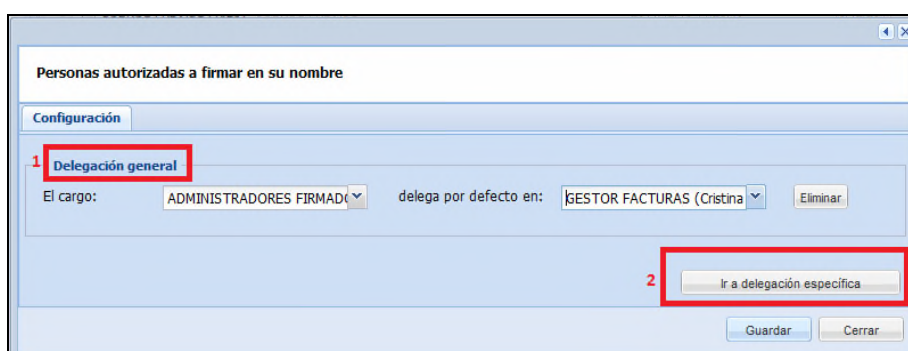 Personas autorizadas a firmar en su nombre
Configuración
1 Delegación general
El cargo: ADMINISTRADORES FIRMAD delega por defecto en: GESTOR FACTURAS (Cristina Eliminar
2 Ir a delegación específica
Guardar Cerrar